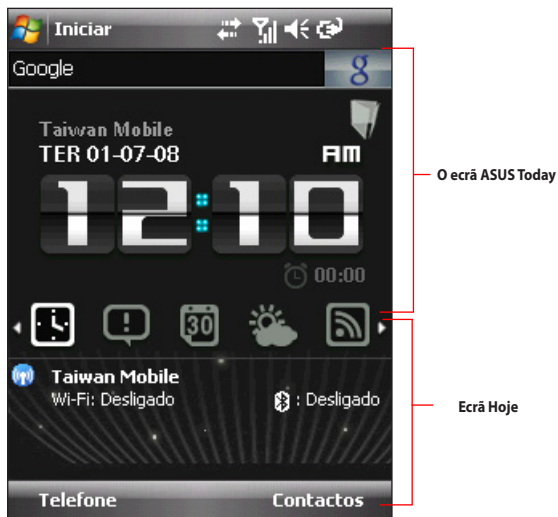 Iniciar
Google
g
Taiwan Mobile
TER 01-07-08
AM
12:10
00:00
30
Taiwan Mobile
Wi-Fi: Desligado
: Desligado
Telefone
Contactos
O ecrã ASUS Today
Ecrã Hoje